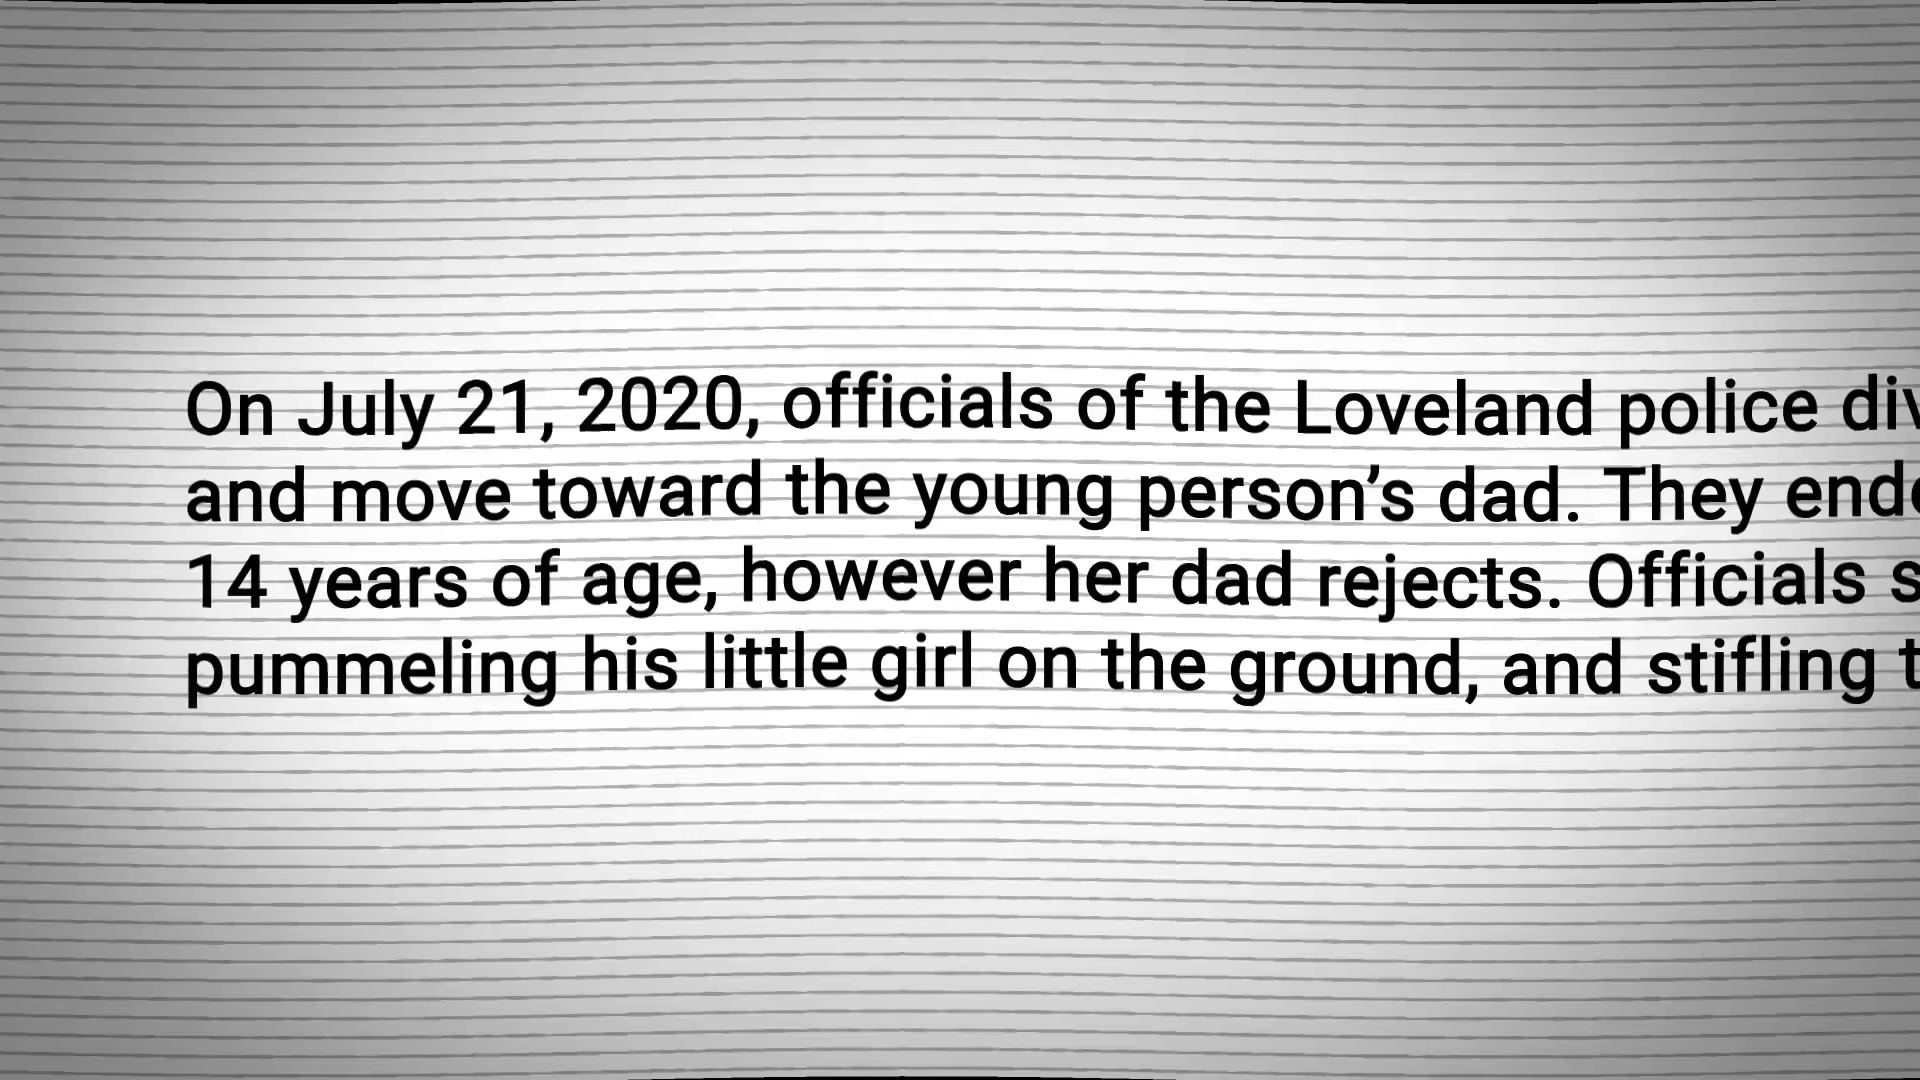 On July 21, 2020, officials of the Loveland police
and move toward the young person’s dad. They
14 years of age, however her dad rejects. Officials
pummeling his little girl on the ground, and stifling